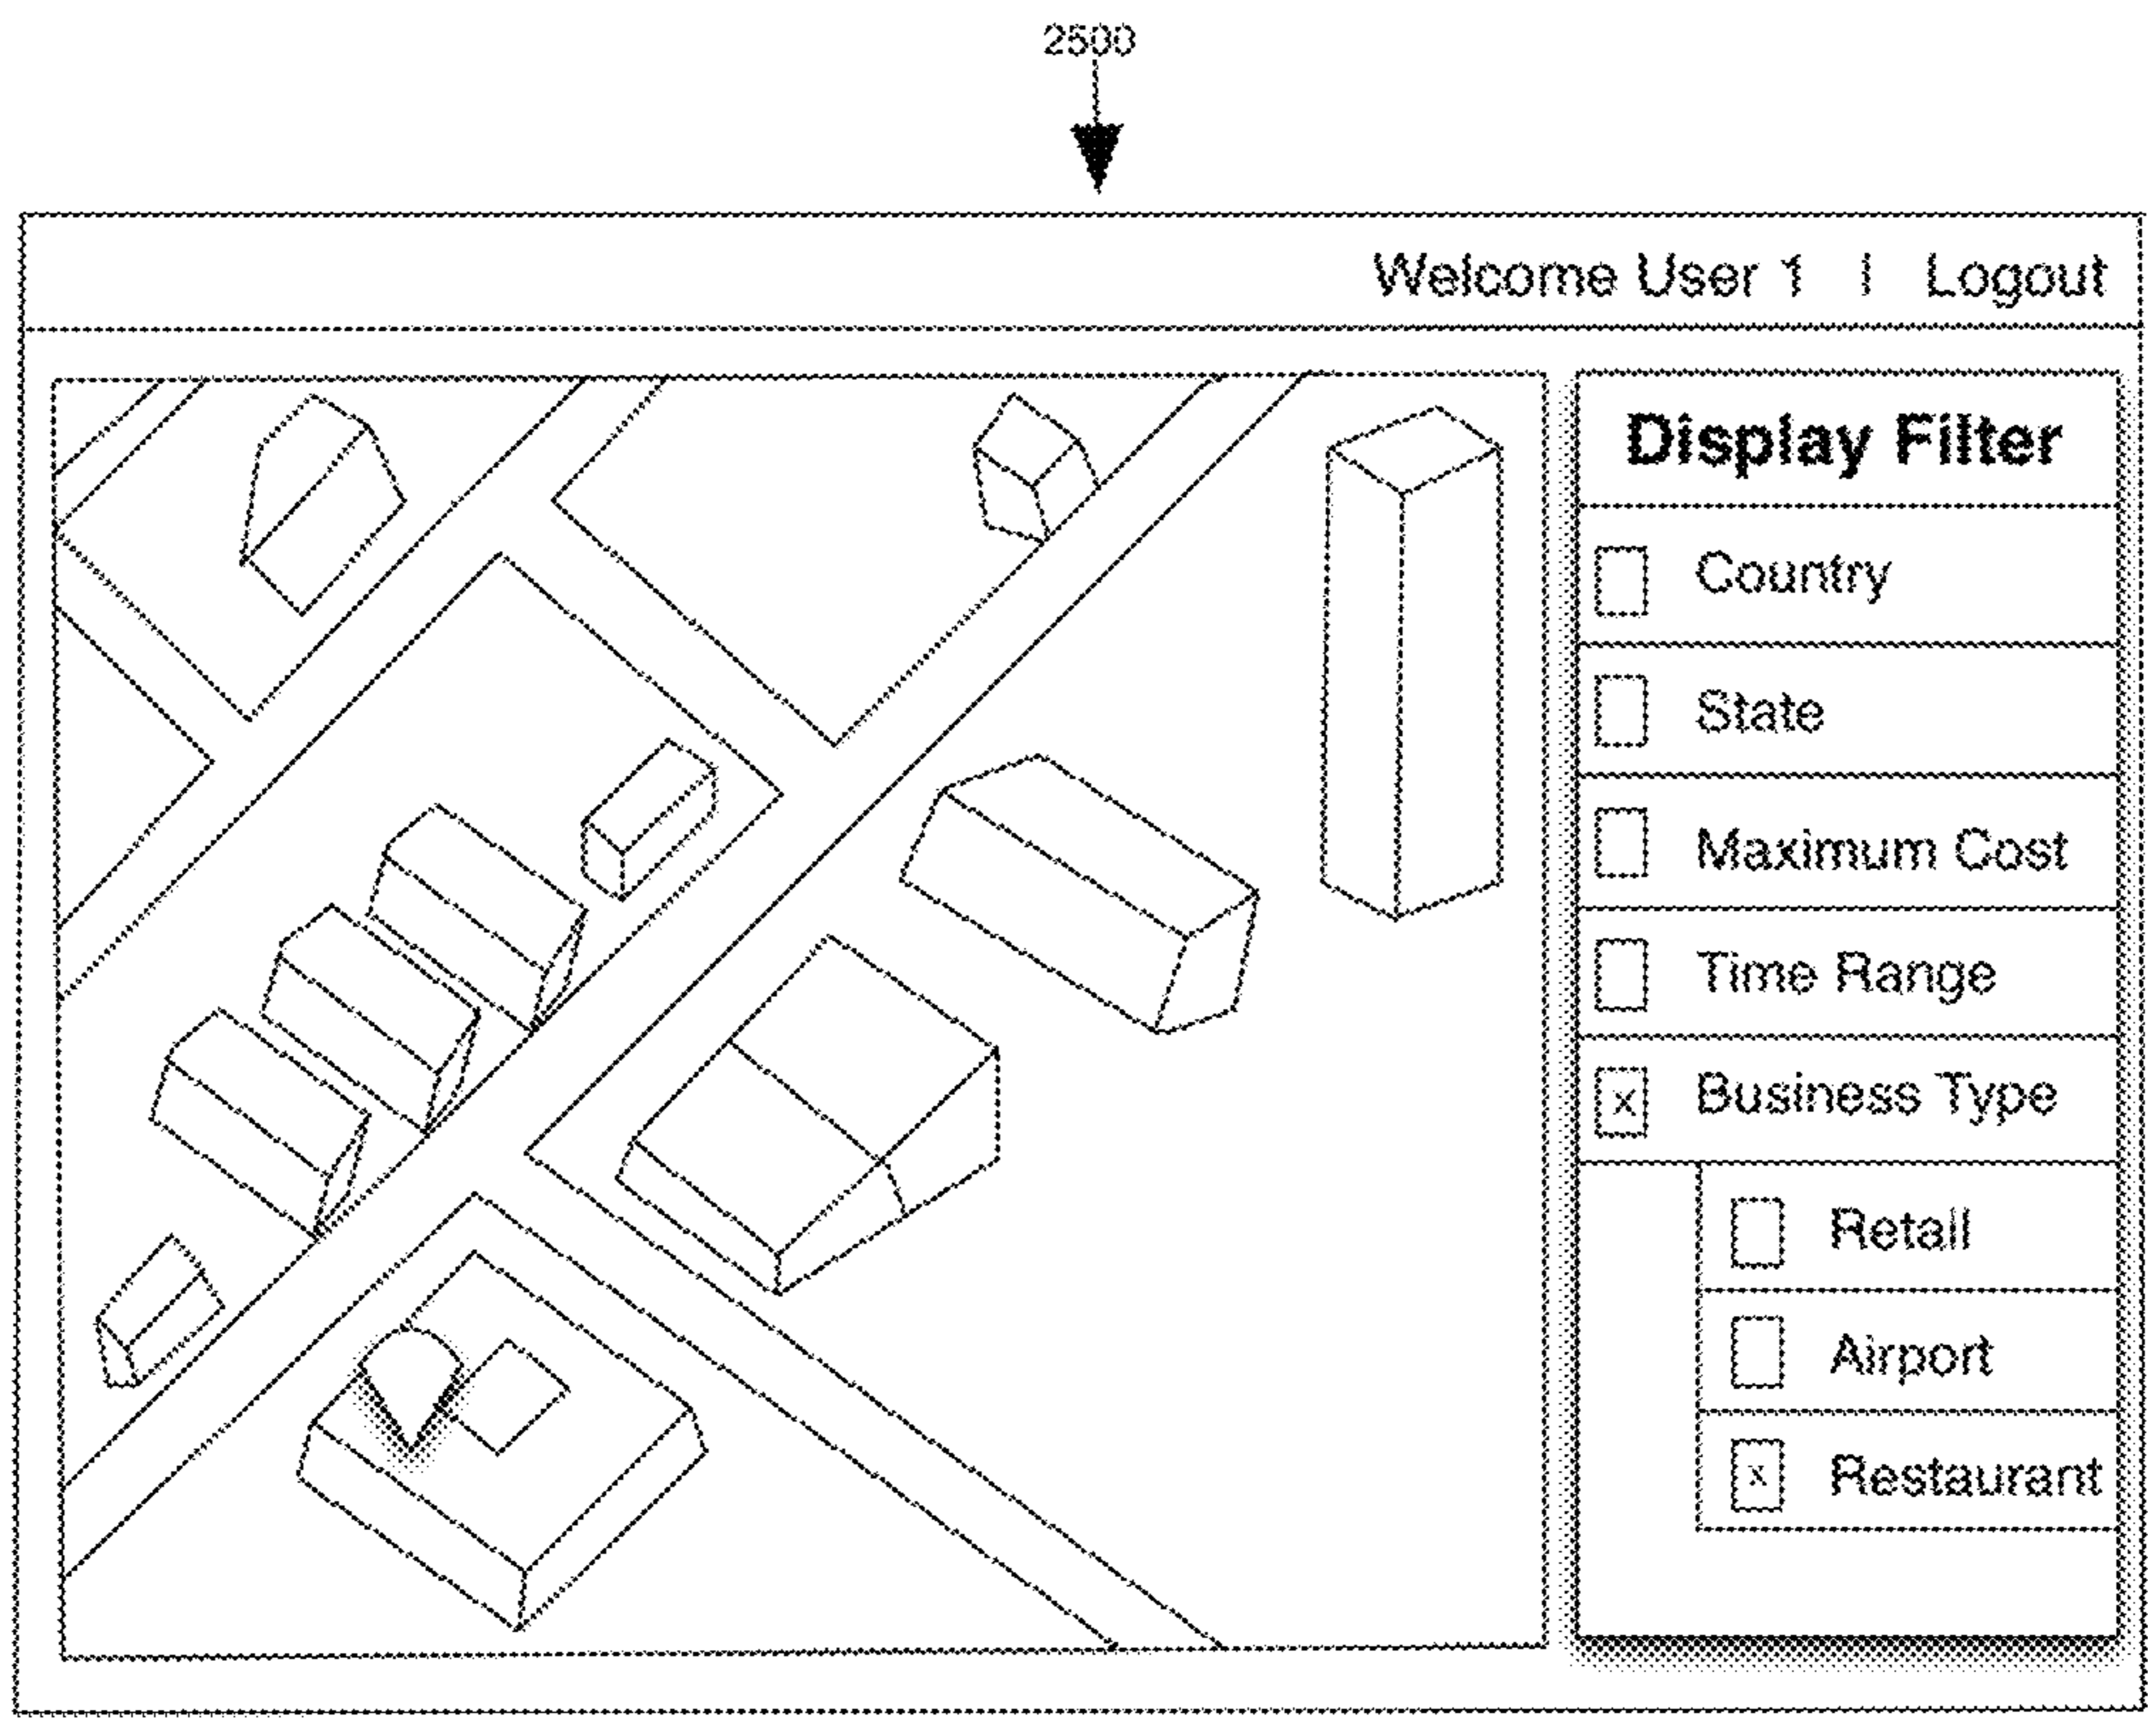 2500
Welcome User 1 | Logout
Display Filter
Country
State
Maximum Cost
Time Range
x Business Type
Retail
Airport
x Restaurant